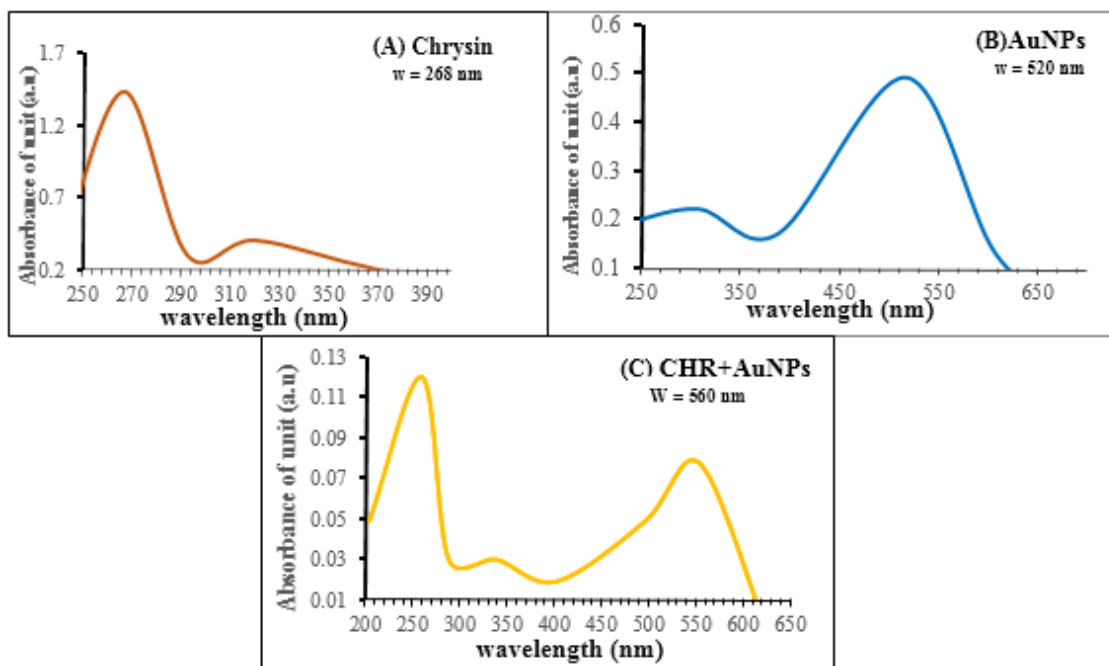 (A) Chrysin
w = 268 nm
Absorbance of unit (a.u)
1.7
1.2
0.7
0.2
250 270 290 310 330 350 370 390
wavelength (nm)
(B)AuNPs
w = 520 nm
Absorbance of unit (a.u)
0.6
0.5
0.4
0.3
0.2
0.1
250 350 450 550 650
wavelength (nm)
(C) CHR+AuNPs
W = 560 nm
Absorbance of unit (a.u)
0.13
0.11
0.09
0.07
0.05
0.03
0.01
200 250 300 350 400 450 500 550 600 650
wavelength (nm)